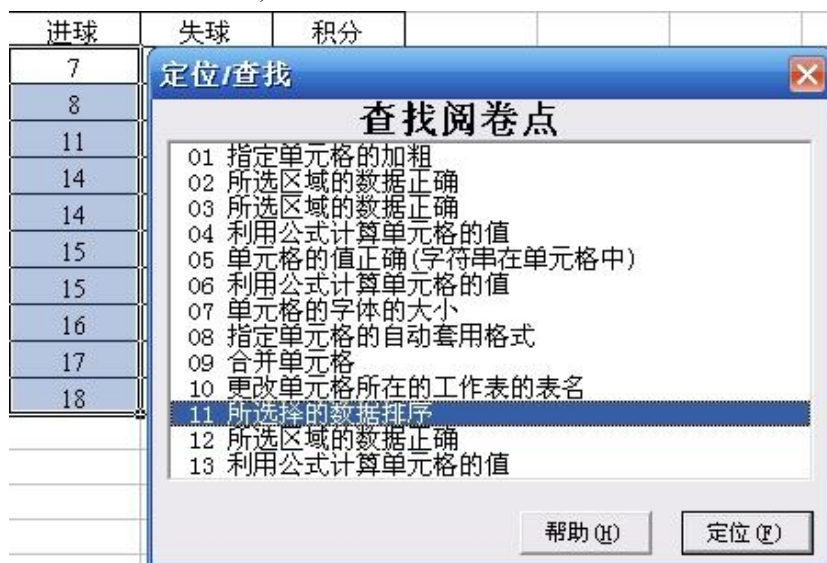 进球 失球 积分
7
8
11
14
14
15
15
16
17
18
定位/查找
查找阅卷点
01 指定单元格的加粗
02 所选区域的数据正确
03 所选区域的数据正确
04 利用公式计算单元格的值
05 单元格的值正确(字符串在单元格中)
06 利用公式计算单元格的值
07 单元格的字体的大小
08 指定单元格的自动套用格式
09 合并单元格
10 更改单元格所在的工作表的表名
11 所选择的数据排序
12 所选区域的数据正确
13 利用公式计算单元格的值
帮助(H) 定位(F)